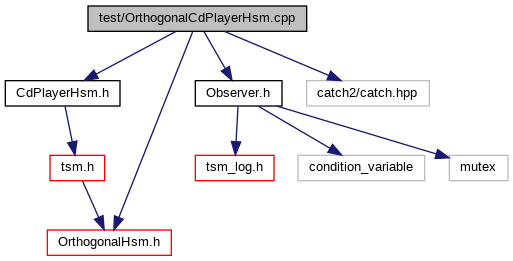 test/OrthogonalCdPlayerHsm.cpp
CdPlayerHsm.h
Observer.h
catch2/catch.hpp
tsm.h
tsm_log.h
condition_variable
mutex
OrthogonalHsm.h